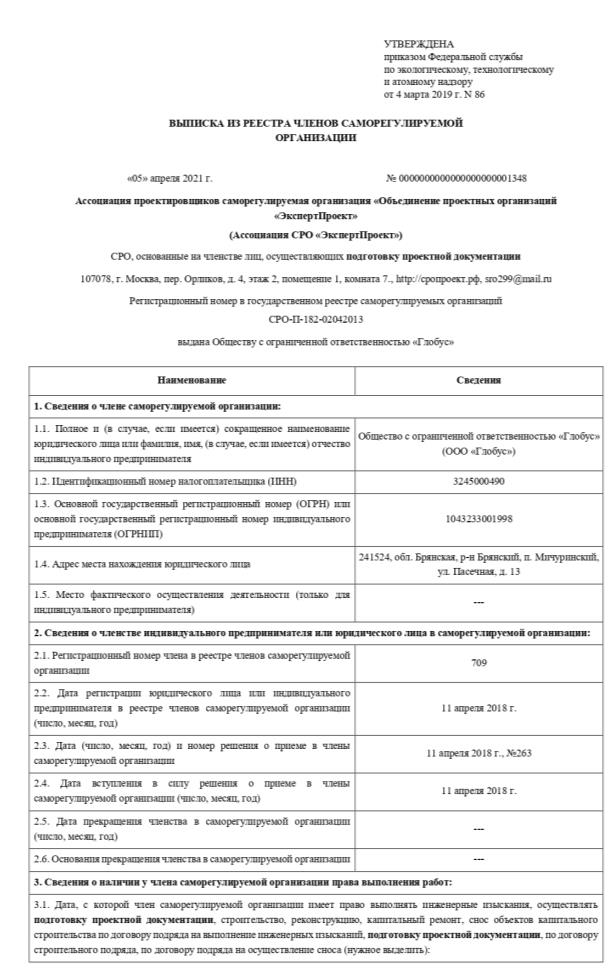 УТВЕРЖДЕНА
приказом Федеральной службы
по экологическому, технологическому
и атомному надзору
от 4 марта 2019 г. N 86
ВЫПИСКА ИЗ РЕЕСТРА ЧЛЕНОВ САМОРЕГУЛИРУЕМОЙ
ОРГАНИЗАЦИИ
«05» апреля 2021 г.
№ 0000000000000000000001348
Ассоциация проектировщиков саморегулируемая организация «Объединение проектных организаций
«ЭкспертПроект»
(Ассоциация СРО «ЭкспертПроект»)
СРО, основанные на членстве лиц, осуществляющих подготовку проектной документации
107078, г. Москва, пер. Орликов, д. 4, этаж 2, помещение 1, комната 7., http://сропроект.рф, sro299@mail.ru
Регистрационный номер в государственном реестре саморегулируемых организаций
СРО-П-182-02042013
выдана Обществу с ограниченной ответственностью «Глобус»
Наименование
Сведения
1. Сведения о члене саморегулируемой организации:
1.1. Полное и (в случае, если имеется) сокращенное наименование
юридического лица или фамилия, имя, (в случае, если имеется) отчество
индивидуального предпринимателя
Общество с ограниченной ответственностью «Глобус»
(ООО «Глобус»)
1.2. Идентификационный номер налогоплательщика (ИНН)
3245000490
1.3. Основной государственный регистрационный номер (ОГРН) или
основной государственный регистрационный номер индивидуального
предпринимателя (ОГРНИП)
1043233001998
1.4. Адрес места нахождения юридического лица
241524, обл. Брянская, р-н Брянский, п. Мичуринский,
ул. Пасечная, д. 13
1.5. Место фактического осуществления деятельности (только для
индивидуального предпринимателя)
---
2. Сведения о членстве индивидуального предпринимателя или юридического лица в саморегулируемой организации:
2.1. Регистрационный номер члена в реестре членов саморегулируемой
организации
709
2.2. Дата регистрации юридического лица или индивидуального
предпринимателя в реестре членов саморегулируемой организации
(число, месяц, год)
11 апреля 2018 г.
2.3. Дата (число, месяц, год) и номер решения о приеме в члены
саморегулируемой организации
11 апреля 2018 г., №263
2.4. Дата вступления в силу решения о приеме в члены
саморегулируемой организации (число, месяц, год)
11 апреля 2018 г.
2.5. Дата прекращения членства в саморегулируемой организации
(число, месяц, год)
---
2.6. Основания прекращения членства в саморегулируемой организации
---
3. Сведения о наличии у члена саморегулируемой организации права выполнения работ:
3.1. Дата, с которой член саморегулируемой организации имеет право выполнять инженерные изыскания, осуществлять
подготовку проектной документации, строительство, реконструкцию, капитальный ремонт, снос объектов капитального
строительства по договору подряда на выполнение инженерных изысканий, подготовку проектной документации, по договору
строительного подряда, по договору подряда на осуществление сноса (нужное выделить):